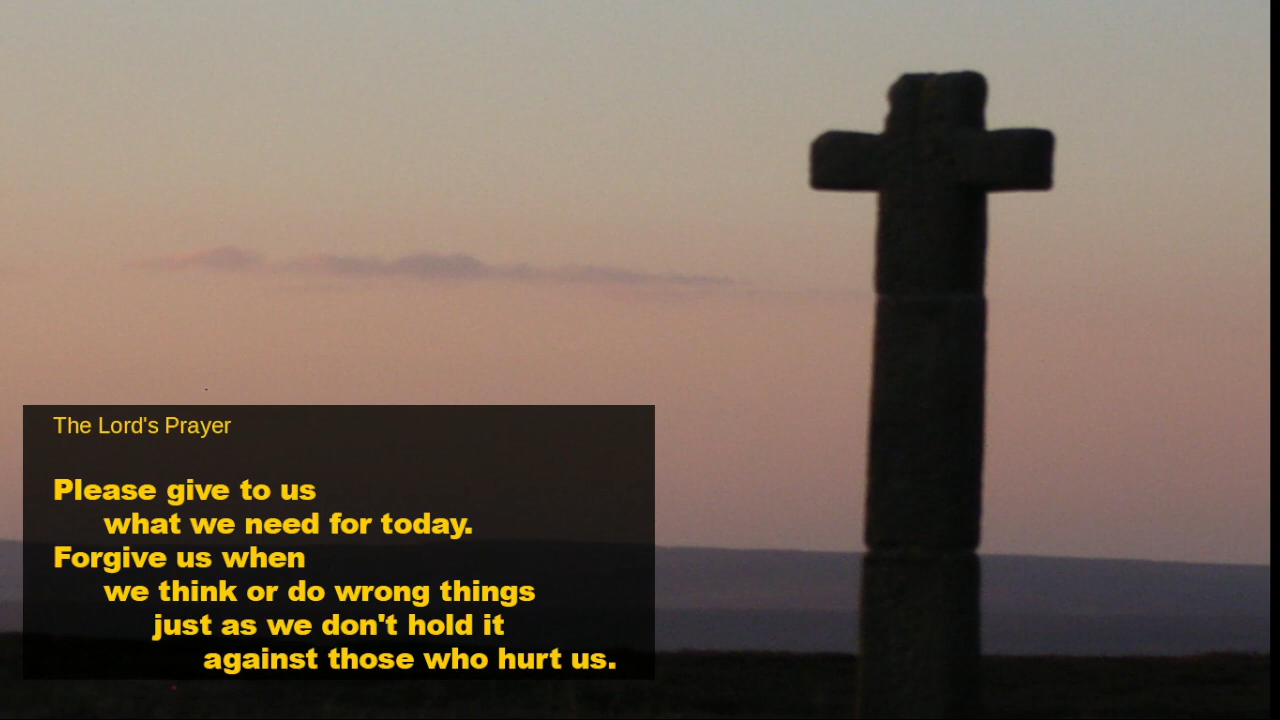 The Lord's Prayer
Please give to us
what we need for today.
Forgive us when
we think or do wrong things
just as we don't hold it
against those who hurt us.